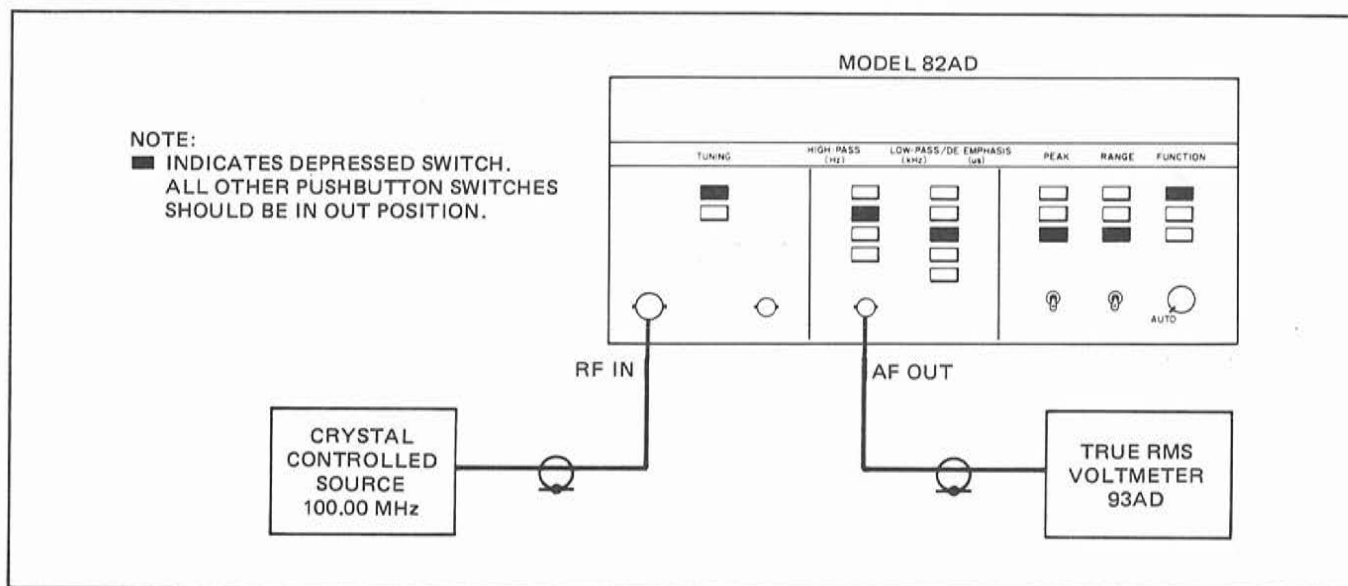 MODEL 82AD
NOTE:
INDICATES DEPRESSED SWITCH.
ALL OTHER PUSHBUTTON SWITCHES
SHOULD BE IN OUT POSITION.
TUNING
HIGH-PASS
(Hz)
LOW-PASS/DE EMPHASIS
(kHz) (us)
PEAK
RANGE
FUNCTION
AUTO
RF IN
AF OUT
CRYSTAL
CONTROLLED
SOURCE
100.00 MHz
TRUE RMS
VOLTMETER
93AD